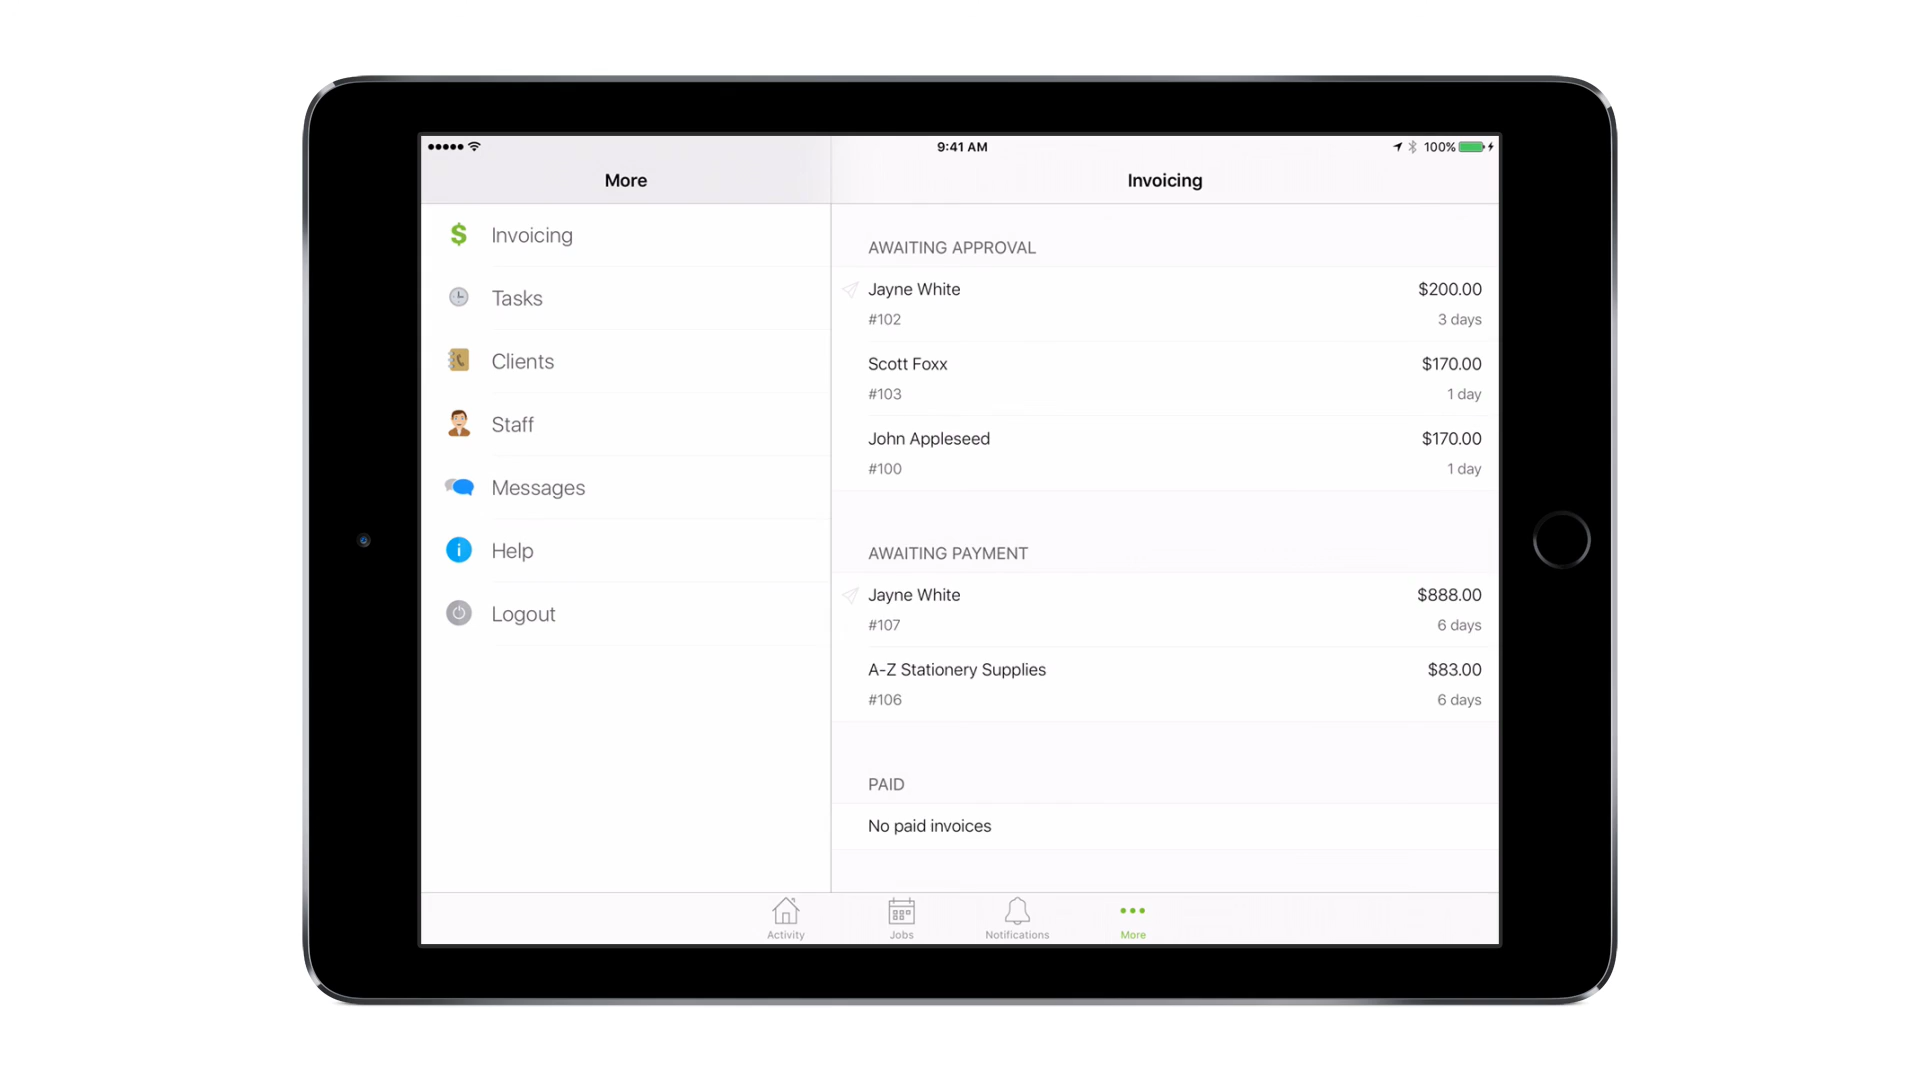 9:41 AM
100%
More
Invoicing
Invoicing
Tasks
Clients
Staff
Messages
Help
Logout
AWAITING APPROVAL
Jayne White $200.00
#102 3 days
Scott Foxx $170.00
#103 1 day
John Appleseed $170.00
#100 1 day
AWAITING PAYMENT
Jayne White $888.00
#107 6 days
A-Z Stationery Supplies $83.00
#106 6 days
PAID
No paid invoices
Activity
Jobs
Notifications
More